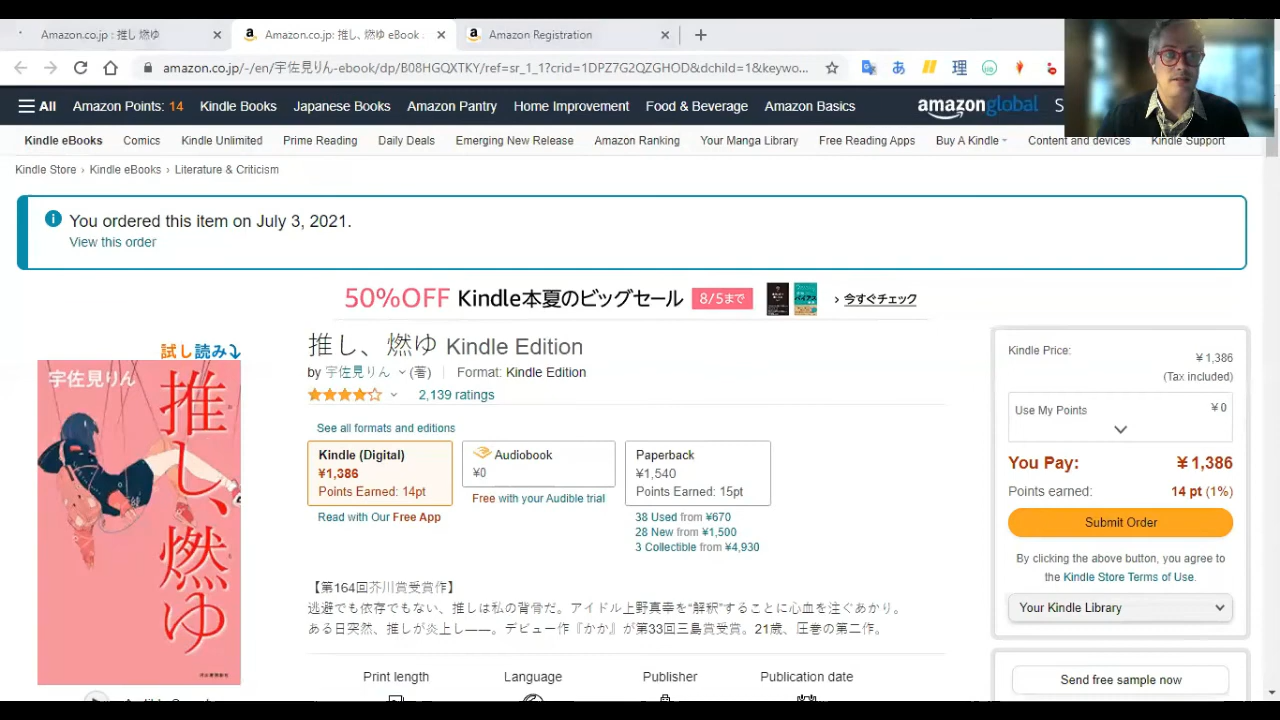 Amazon.co.jp : 推し 燃ゆ
Amazon.co.jp: 推し、燃ゆ eBook
Amazon Registration
amazon.co.jp/-/en/宇佐見りん-ebook/dp/B08HGQXTKY/ref=sr_1_1?crid=1DPZ7G2QZGHOD&dchild=1&keywo...
あ
理
All
Amazon Points: 14
Kindle Books
Japanese Books
Amazon Pantry
Home Improvement
Food & Beverage
Amazon Basics
amazonglobal
S
Kindle eBooks
Comics
Kindle Unlimited
Prime Reading
Daily Deals
Emerging New Release
Amazon Ranking
Your Manga Library
Free Reading Apps
Buy A Kindle
Content and devices
Kindle Support
Kindle Store › Kindle eBooks › Literature & Criticism
You ordered this item on July 3, 2021.
View this order
50%OFF Kindle本夏のビッグセール 8/5まで
› 今すぐチェック
試し読み
宇佐見りん
推し、燃ゆ
推し、燃ゆ Kindle Edition
by 宇佐見りん (著) Format: Kindle Edition
2,139 ratings
See all formats and editions
Kindle (Digital)
¥1,386
Points Earned: 14pt
Read with Our Free App
Audiobook
¥0
Free with your Audible trial
Paperback
¥1,540
Points Earned: 15pt
38 Used from ¥670
28 New from ¥1,500
3 Collectible from ¥4,930
【第164回芥川賞受賞作】
逃避でも依存でもない、推しは私の背骨だ。アイドル上野真幸を“解釈”することに心血を注ぐあかり。
ある日突然、推しが炎上し——。デビュー作『かか』が第33回三島賞受賞。21歳、圧巻の第二作。
Print length
Language
Publisher
Publication date
Kindle Price:
¥1,386
(Tax included)
Use My Points
¥0
You Pay:
¥1,386
Points earned:
14 pt (1%)
Submit Order
By clicking the above button, you agree to
the Kindle Store Terms of Use.
Your Kindle Library
Send free sample now